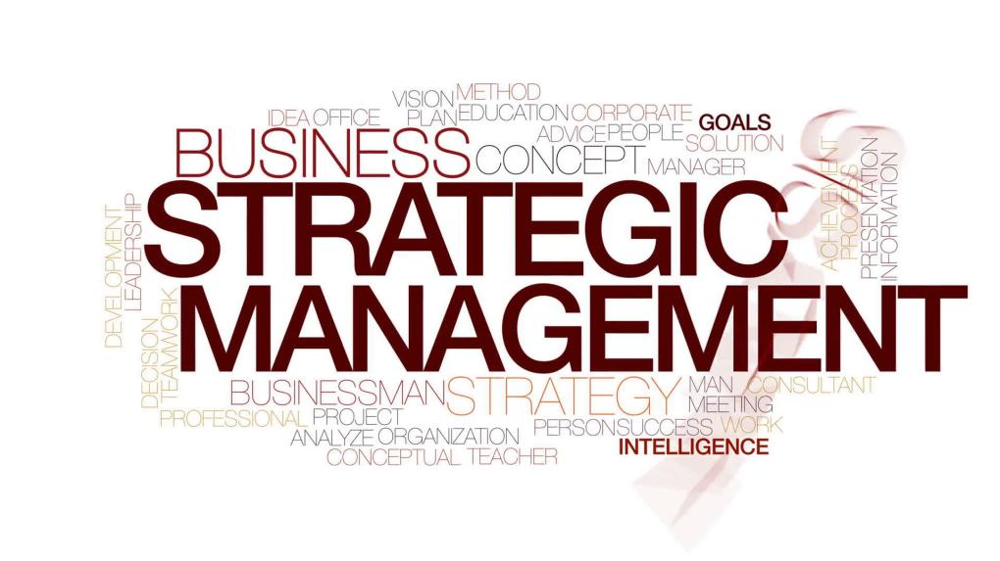 VISION METHOD
IDEA OFFICE PLAN EDUCATION CORPORATE GOALS
ADVICE PEOPLE SOLUTION
BUSINESS CONCEPT MANAGER
STRATEGIC
MANAGEMENT
DEVELOPMENT
LEADERSHIP
DECISION
TEAMWORK
ACHIEVEMENT
PROCESS
PRESENTATION
INFORMATION
BUSINESSMAN STRATEGY MAN CONSULTANT
MEETING
PROFESSIONAL PROJECT
PERSON SUCCESS WORK
ANALYZE ORGANIZATION
INTELLIGENCE
CONCEPTUAL TEACHER